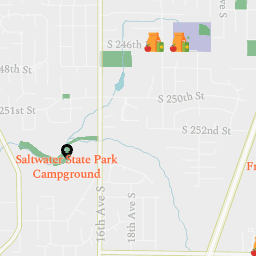 S 246th
48th St
S 250th St
251st St
S 252nd St
Saltwater State Park
Campground
Fr
16th Ave S
18th Ave S